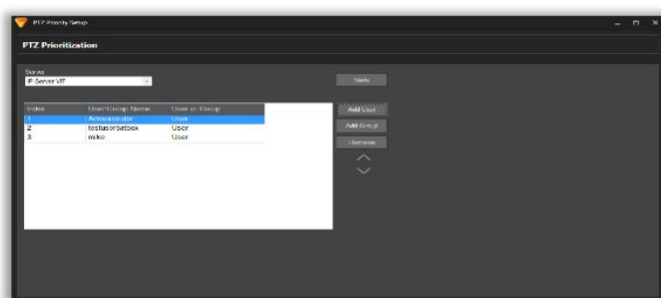 PTZ Priority Setup
PTZ Prioritization
Server
IP Server VIT
Save
Index User/Group Name User or Group
1 Administrator User
2 testuserbatbox User
3 mike User
Add User
Add Group
Remove